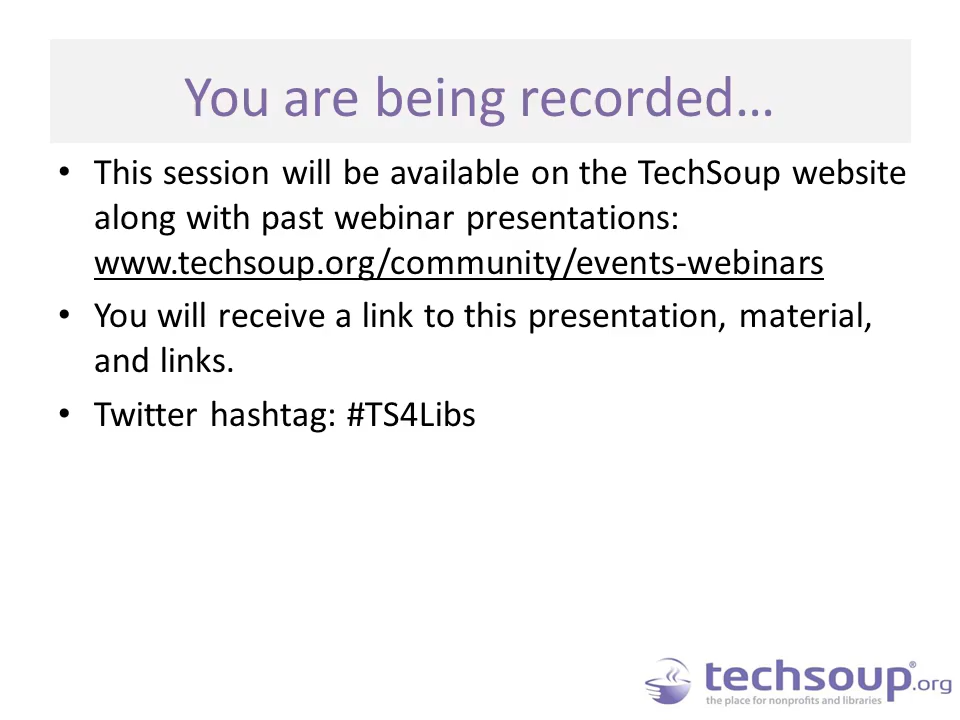 You are being recorded…
• This session will be available on the TechSoup website
along with past webinar presentations:
www.techsoup.org/community/events-webinars
• You will receive a link to this presentation, material,
and links.
• Twitter hashtag: #TS4Libs
techsoup®.org
the place for nonprofits and libraries